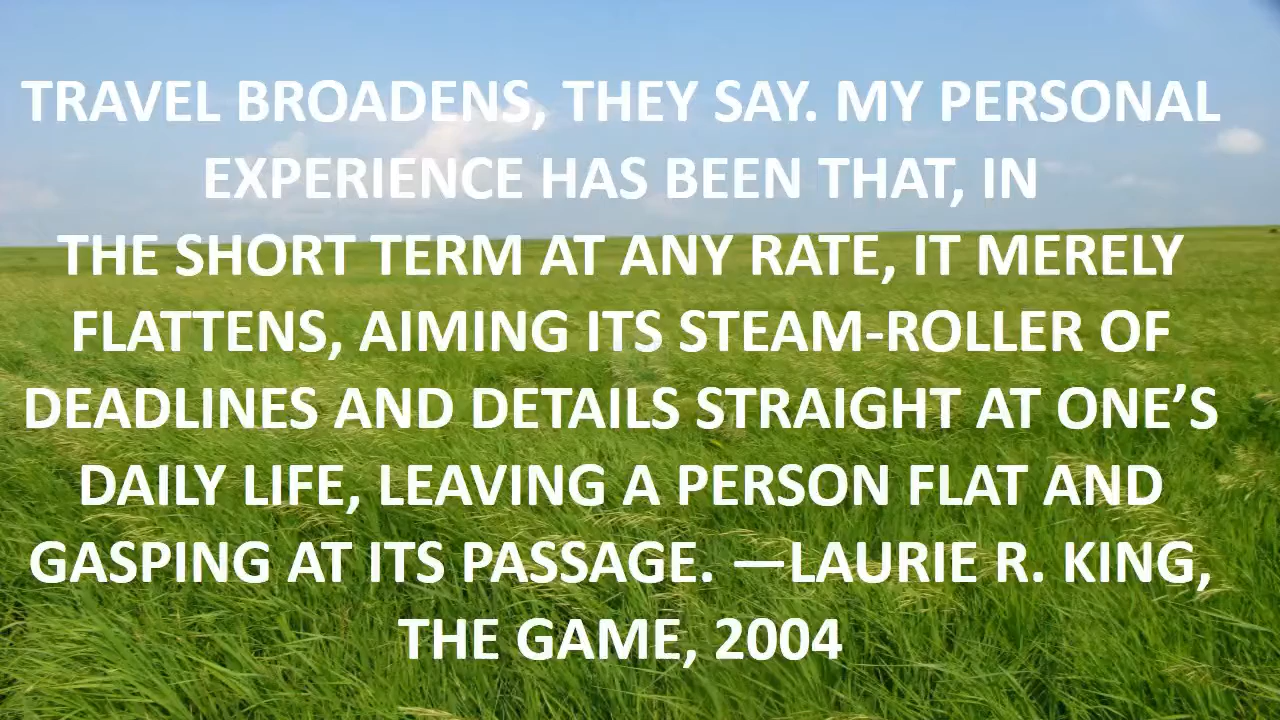 TRAVEL BROADENS, THEY SAY. MY PERSONAL
EXPERIENCE HAS BEEN THAT, IN
THE SHORT TERM AT ANY RATE, IT MERELY
FLATTENS, AIMING ITS STEAM-ROLLER OF
DEADLINES AND DETAILS STRAIGHT AT ONE’S
DAILY LIFE, LEAVING A PERSON FLAT AND
GASPING AT ITS PASSAGE. —LAURIE R. KING,
THE GAME, 2004